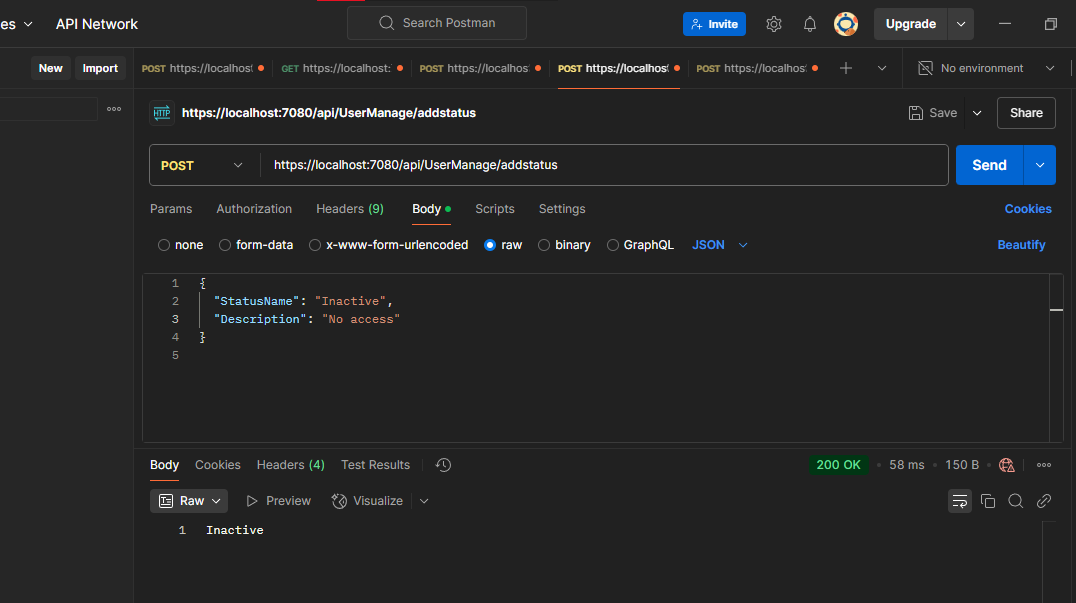 es API Network Search Postman Invite Upgrade
New Import POST https://localhost GET https://localhost: POST https://localhost: POST https://localhost POST https://localhost: No environment
HTTP https://localhost:7080/api/UserManage/addstatus Save Share
POST https://localhost:7080/api/UserManage/addstatus Send
Params Authorization Headers (9) Body Scripts Settings Cookies
none form-data x-www-form-urlencoded raw binary GraphQL JSON Beautify
1 {
2 "StatusName": "Inactive",
3 "Description": "No access"
4 }
5
Body Cookies Headers (4) Test Results 200 OK • 58 ms • 150 B
Raw Preview Visualize
1 Inactive